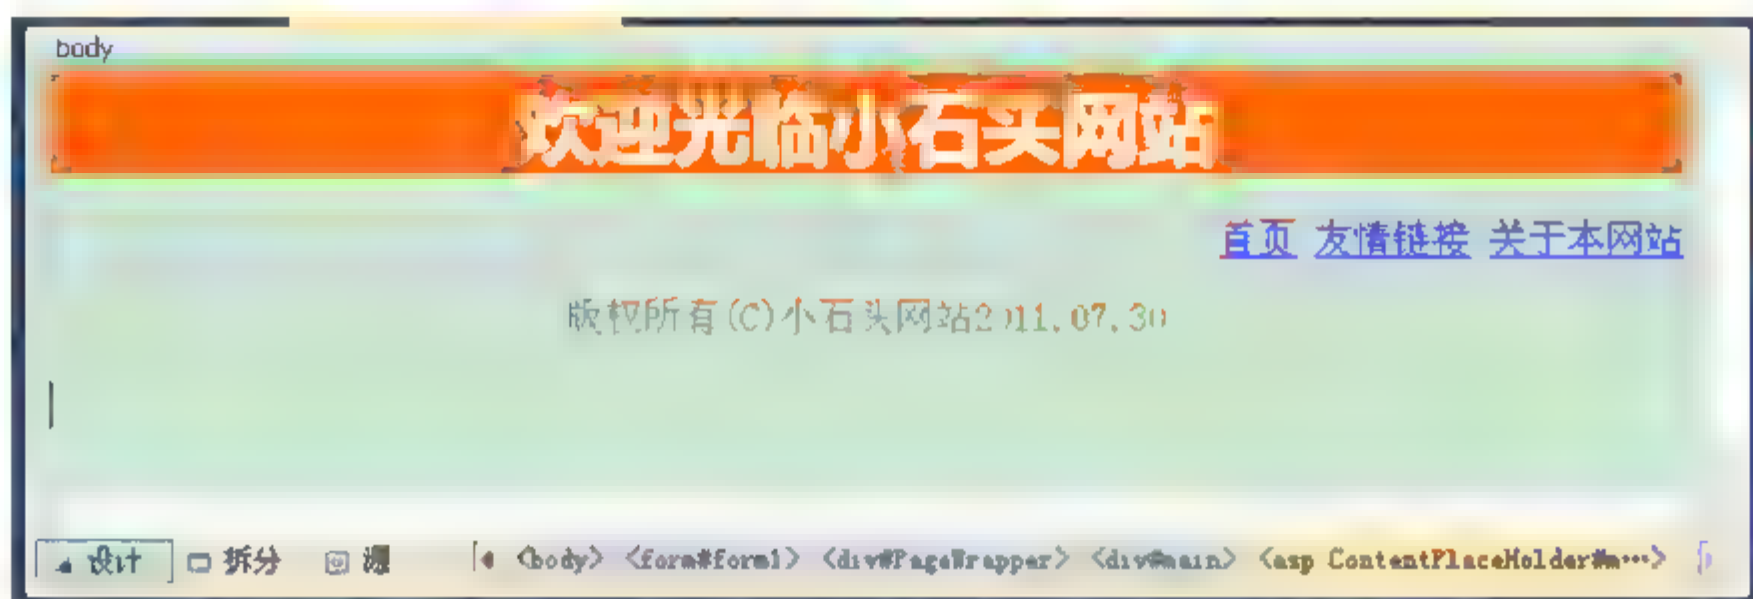 body
欢迎光临小石头网站
首页 友情链接 关于本网站
版权所有(C)小石头网站2011.07.30
设计 拆分 源 <body> <form#form1> <div#PageWrapper> <div#main> <asp ContentPlaceHolder#m...>